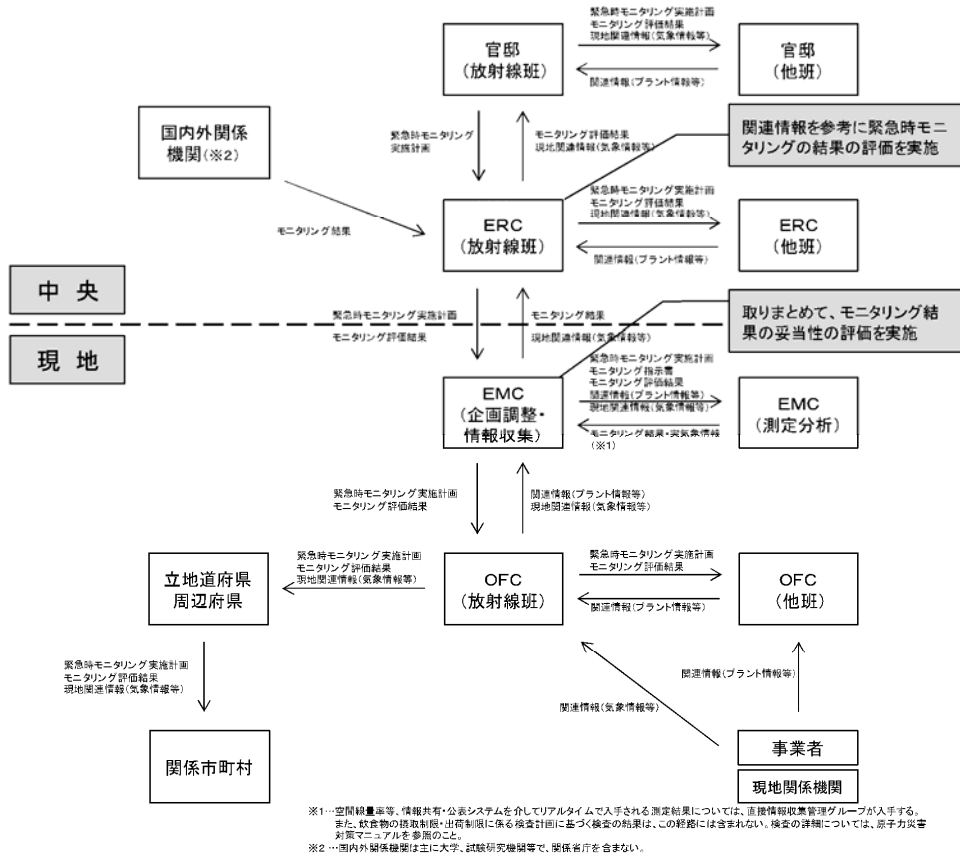 緊急時モニタリング実施計画
モニタリング評価結果
現地関連情報(気象情報等)
官邸
(放射線班)
官邸
(他班)
関連情報(プラント情報等)
国内外関係
機関(※2)
緊急時モニタリング
実施計画
モニタリング評価結果
現地関連情報(気象情報等)
関連情報を参考に緊急時モニ
タリングの結果の評価を実施
モニタリング結果
ERC
(放射線班)
緊急時モニタリング実施計画
モニタリング評価結果
現地関連情報(気象情報等)
関連情報(プラント情報等)
ERC
(他班)
中 央
現 地
緊急時モニタリング実施計画
モニタリング評価結果
モニタリング結果
現地関連情報(気象情報等)
取りまとめて、モニタリング結
果の妥当性の評価を実施
EMC
(企画調整・
情報収集)
緊急時モニタリング実施計画
モニタリング指示書
モニタリング評価結果
関連情報(プラント情報等)
現地関連情報(気象情報等)
モニタリング結果・実気象情報
(※1)
EMC
(測定分析)
緊急時モニタリング実施計画
モニタリング評価結果
関連情報(プラント情報等)
現地関連情報(気象情報等)
立地道府県
周辺府県
緊急時モニタリング実施計画
モニタリング評価結果
現地関連情報(気象情報等)
OFC
(放射線班)
緊急時モニタリング実施計画
モニタリング評価結果
関連情報(プラント情報等)
OFC
(他班)
緊急時モニタリング実施計画
モニタリング評価結果
現地関連情報(気象情報等)
関連情報(プラント情報等)
関連情報(気象情報等)
関係市町村
事業者
現地関係機関
※1…空間線量率等、情報共有・公表システムを介してリアルタイムで入手される測定結果については、直接情報収集管理グループが入手する。
また、飲食物の摂取制限・出荷制限に係る検査計画に基づく検査の結果は、この経路には含まれない。検査の詳細については、原子力災害
対策マニュアルを参照のこと。
※2 …国内外関係機関は主に大学、試験研究機関等で、関係省庁を含まない。